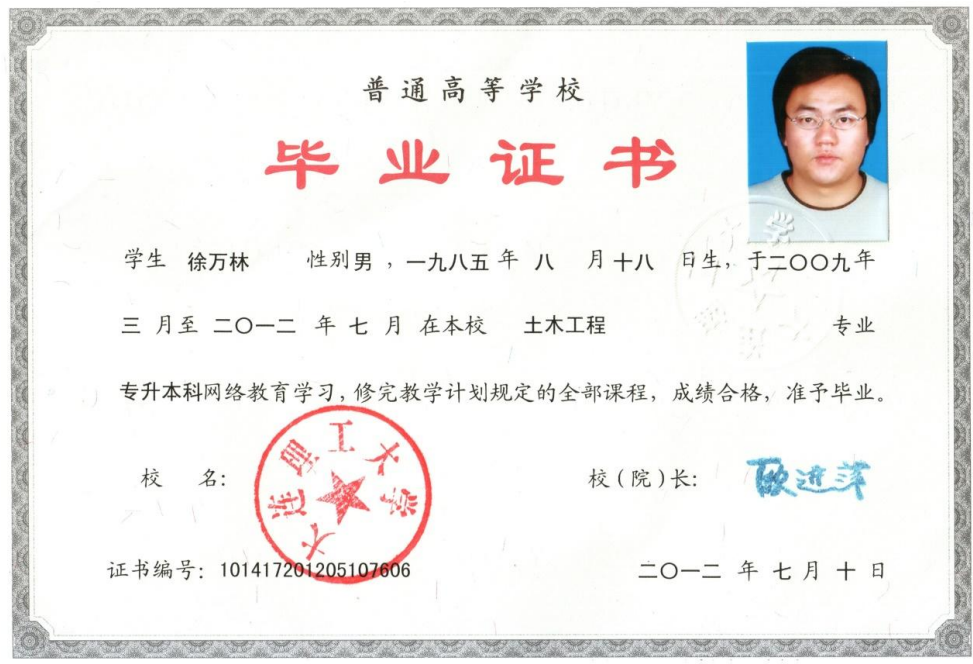 普通高等学校
毕业证书
学生 徐万林 性别男，一九八五年 八 月十八 日生，于二〇〇九年
三 月至 二〇一二 年 七 月 在本校 土木工程 专业
专升本科网络教育学习，修完教学计划规定的全部课程，成绩合格，准予毕业。
校 名：
大连理工大学
校（院）长：
欧进萍
证书编号：101417201205107606
二〇一二 年 七 月 十 日